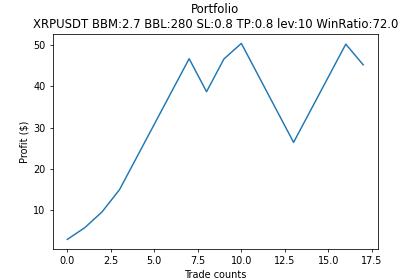 Portfolio
XRPUSDT BBM:2.7 BBL:280 SL:0.8 TP:0.8 lev:10 WinRatio:72.0
50
40
30
20
10
Profit ($)
0.0 2.5 5.0 7.5 10.0 12.5 15.0 17.5
Trade counts